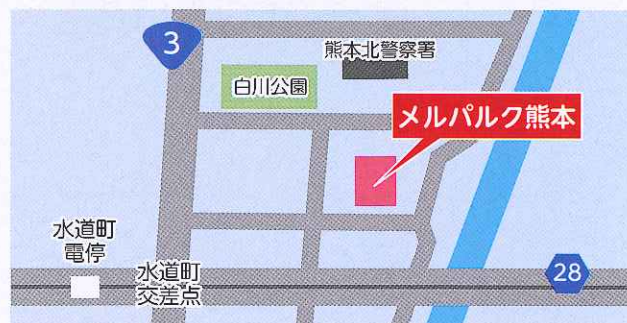 3
熊本北警察署
白川公園
メルパルク熊本
水道町
電停
水道町
交差点
28